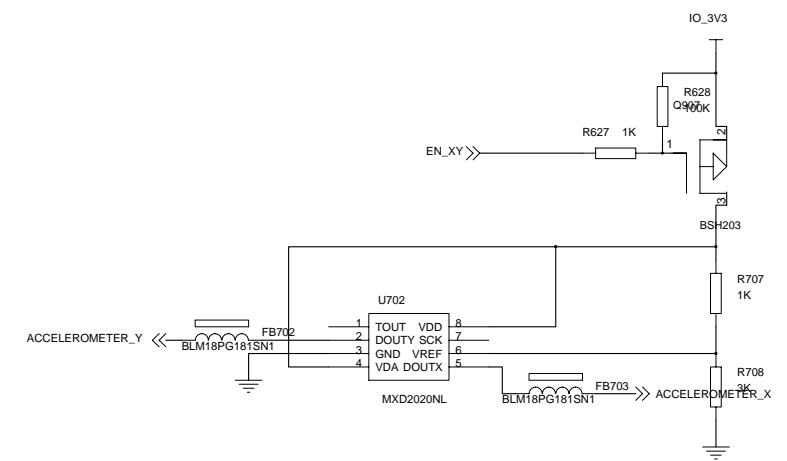 IO_3V3
R628
Q907
100K
R627 1K
EN_XY
1
2
3
BSH203
R707
1K
U702
1 TOUT VDD 8
2 DOUTY SCK 7
3 GND VREF 6
4 VDA DOUTX 5
MXD2020NL
ACCELEROMETER_Y
FB702
BLM18PG181SN1
R708
3K
FB703
BLM18PG181SN1
ACCELEROMETER_X